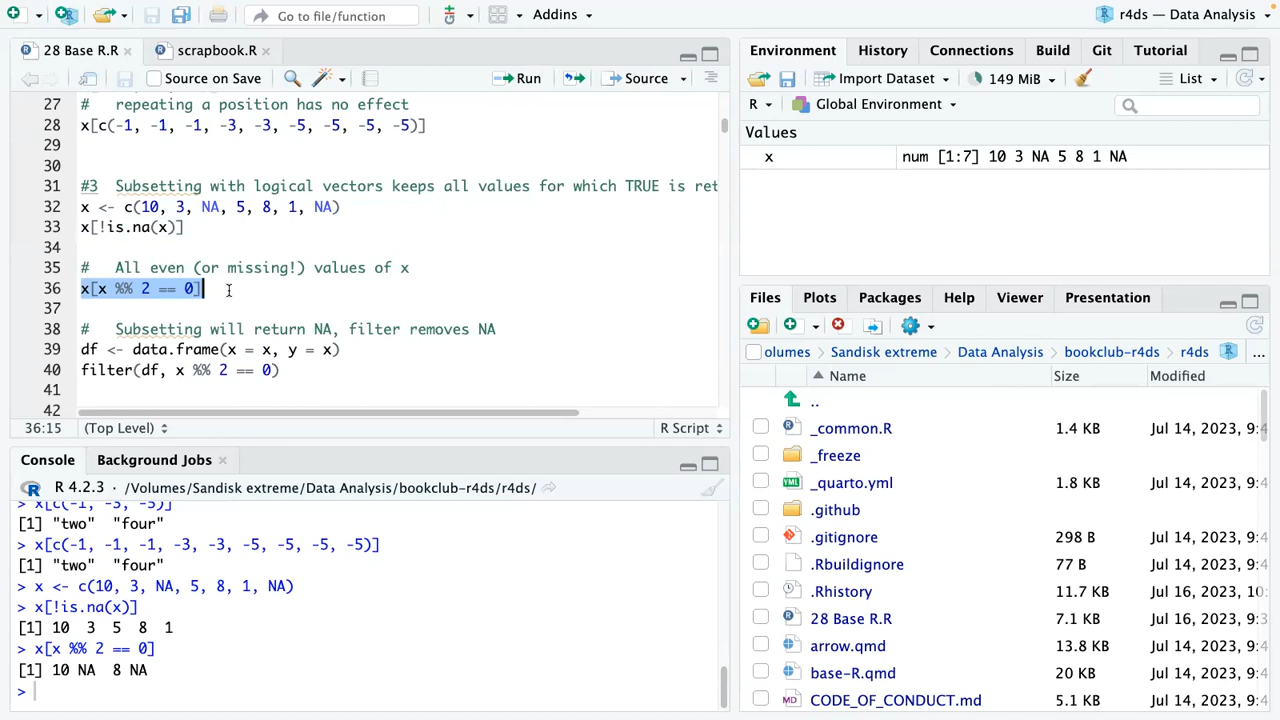 Go to file/function
Addins
r4ds — Data Analysis
28 Base R.R
scrapbook.R
Source on Save
Run
Source
27 # repeating a position has no effect
28 x[c(-1, -1, -1, -3, -3, -5, -5, -5, -5)]
29
30
31 #3 Subsetting with logical vectors keeps all values for which TRUE is ret
32 x <- c(10, 3, NA, 5, 8, 1, NA)
33 x[!is.na(x)]
34
35 # All even (or missing!) values of x
36 x[x %% 2 == 0]
37
38 # Subsetting will return NA, filter removes NA
39 df <- data.frame(x = x, y = x)
40 filter(df, x %% 2 == 0)
41
42
36:15 (Top Level) R Script
Console Background Jobs
R 4.2.3 · /Volumes/Sandisk extreme/Data Analysis/bookclub-r4ds/r4ds/
> x[c(-1, -3, -5)]
[1] "two" "four"
> x[c(-1, -1, -1, -3, -3, -5, -5, -5, -5)]
[1] "two" "four"
> x <- c(10, 3, NA, 5, 8, 1, NA)
> x[!is.na(x)]
[1] 10 3 5 8 1
> x[x %% 2 == 0]
[1] 10 NA 8 NA
>
Environment History Connections Build Git Tutorial
Import Dataset 149 MiB List
R Global Environment
Values
x num [1:7] 10 3 NA 5 8 1 NA
Files Plots Packages Help Viewer Presentation
olumes Sandisk extreme Data Analysis bookclub-r4ds r4ds ...
Name Size Modified
..
_common.R 1.4 KB Jul 14, 2023, 9:4
_freeze
_quarto.yml 1.8 KB Jul 14, 2023, 9:4
.github
.gitignore 298 B Jul 14, 2023, 9:4
.Rbuildignore 77 B Jul 14, 2023, 9:4
.Rhistory 11.7 KB Jul 16, 2023, 10:
28 Base R.R 7.1 KB Jul 16, 2023, 9:4
arrow.qmd 13.8 KB Jul 14, 2023, 9:4
base-R.qmd 20 KB Jul 14, 2023, 9:4
CODE_OF_CONDUCT.md 5.1 KB Jul 14, 2023, 9:4